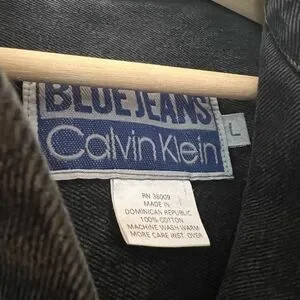 BLUE JEANS
Calvin Klein
L
RN 36009
MADE IN
DOMINICAN REPUBLIC
100% COTTON
MACHINE WASH WARM
MORE CARE INST. OVER